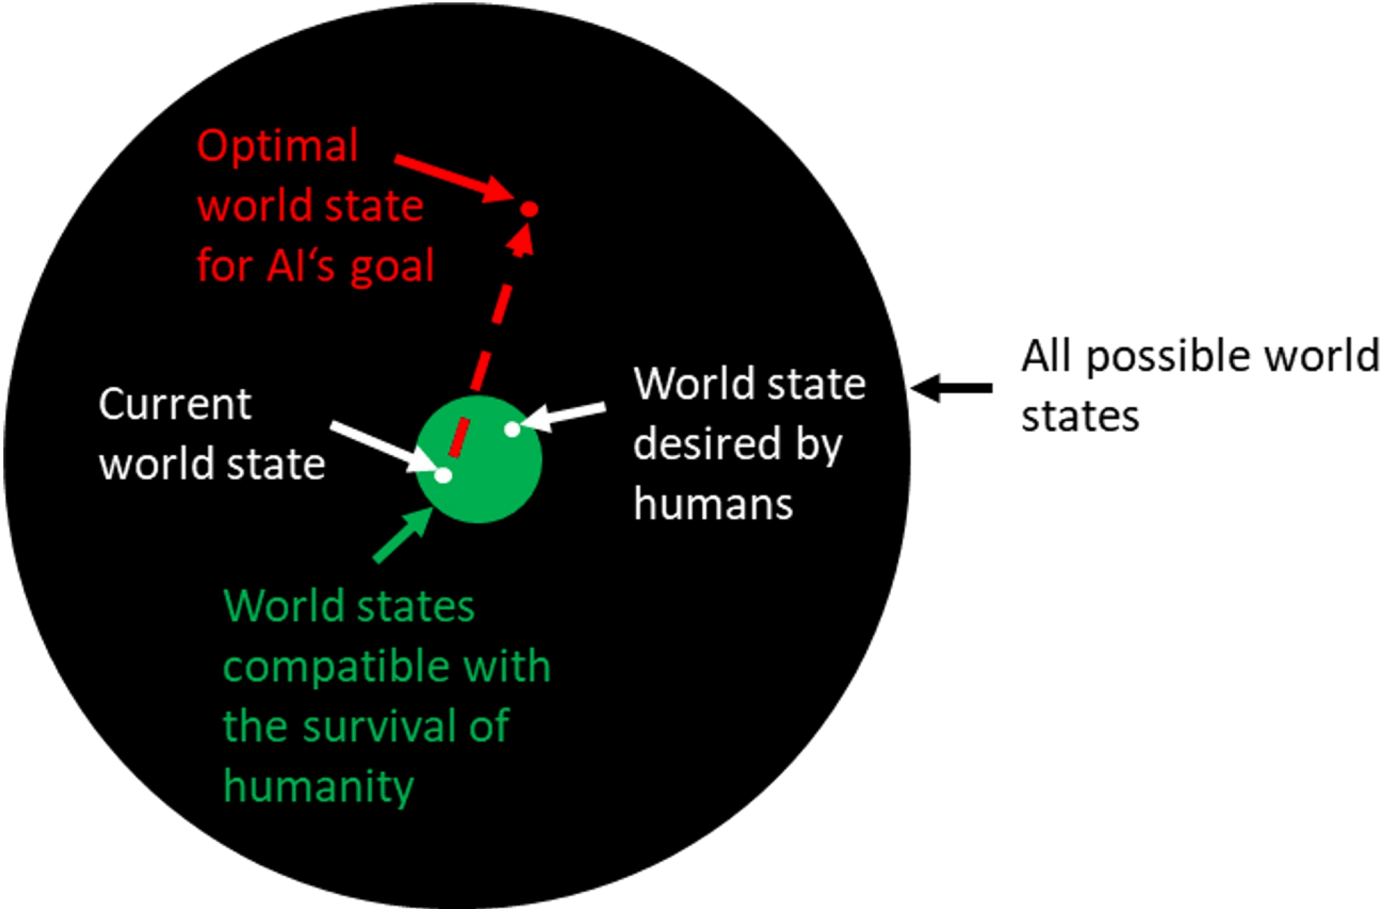 Optimal
world state
for AI‘s goal
Current
world state
World state
desired by
humans
All possible world
states
World states
compatible with
the survival of
humanity